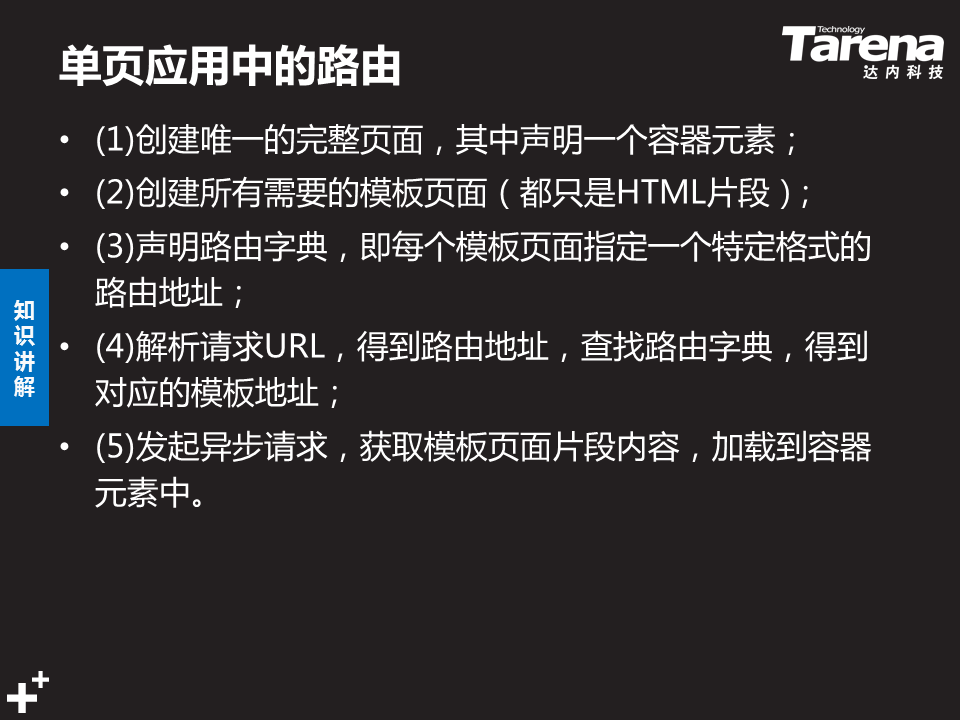 单页应用中的路由
Technology
Tarena
达内科技
• (1)创建唯一的完整页面，其中声明一个容器元素；
• (2)创建所有需要的模板页面（都只是HTML片段）；
• (3)声明路由字典，即每个模板页面指定一个特定格式的
路由地址；
• (4)解析请求URL，得到路由地址，查找路由字典，得到
对应的模板地址；
• (5)发起异步请求，获取模板页面片段内容，加载到容器
元素中。
知
识
讲
解